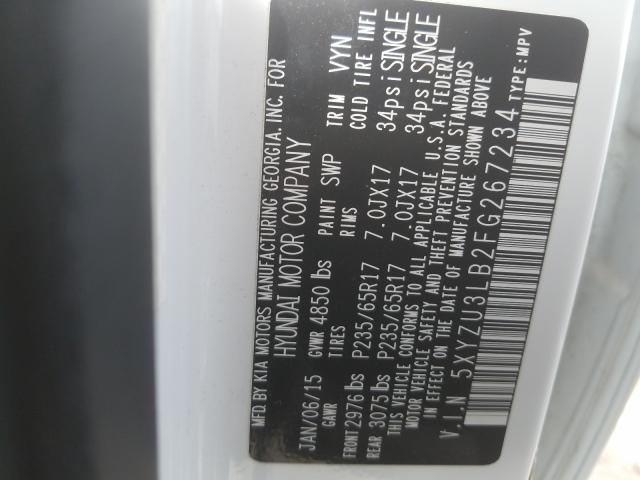 MFD BY KIA MOTORS MANUFACTURING GEORGIA. INC. FOR
HYUNDAI MOTOR COMPANY
JAN/06/15 GVWR 4850 lbs PAINT SWP TRIM VYN
GAWR TIRES RIMS COLD TIRE INFL
FRONT 2976 lbs P235/65R17 7.0JX17 34psi SINGLE
REAR 3075 lbs P235/65R17 7.0JX17 34psi SINGLE
THIS VEHICLE CONFORMS TO ALL APPLICABLE U.S.A. FEDERAL
MOTOR VEHICLE SAFETY AND THEFT PREVENTION STANDARDS
IN EFFECT ON THE DATE OF MANUFACTURE SHOWN ABOVE
V.I.N 5XYZU3LB2FG267234 TYPE:MPV